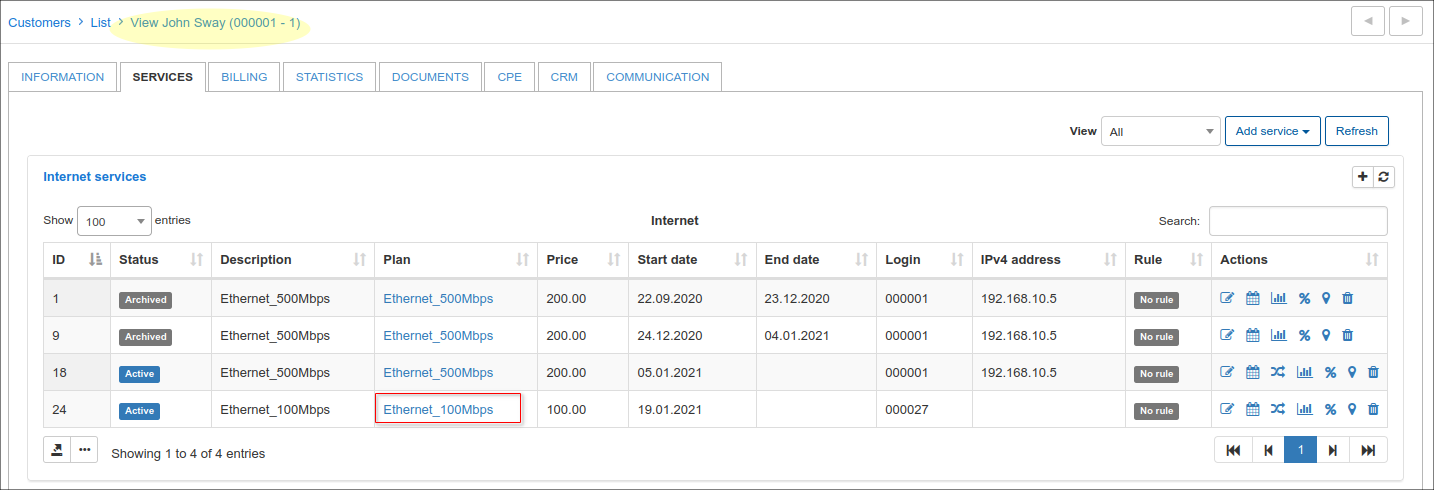 Customers > List > View John Sway (000001 - 1)
INFORMATION SERVICES BILLING STATISTICS DOCUMENTS CPE CRM COMMUNICATION
View All Add service Refresh
Internet services
Show 100 entries Internet Search:
ID Status Description Plan Price Start date End date Login IPv4 address Rule Actions
1 Archived Ethernet_500Mbps Ethernet_500Mbps 200.00 22.09.2020 23.12.2020 000001 192.168.10.5 No rule
9 Archived Ethernet_500Mbps Ethernet_500Mbps 200.00 24.12.2020 04.01.2021 000001 192.168.10.5 No rule
18 Active Ethernet_500Mbps Ethernet_500Mbps 200.00 05.01.2021 000001 192.168.10.5 No rule
24 Active Ethernet_100Mbps Ethernet_100Mbps 100.00 19.01.2021 000027 No rule
Showing 1 to 4 of 4 entries 1